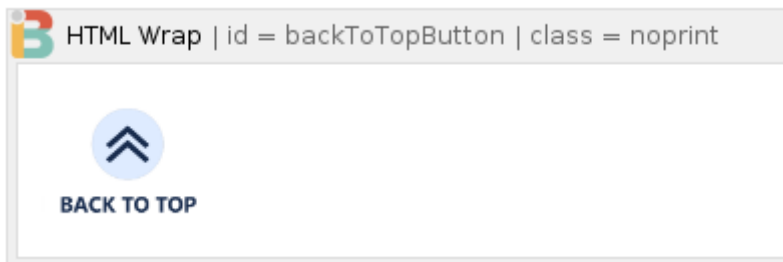 HTML Wrap | id = backToTopButton | class = noprint
BACK TO TOP